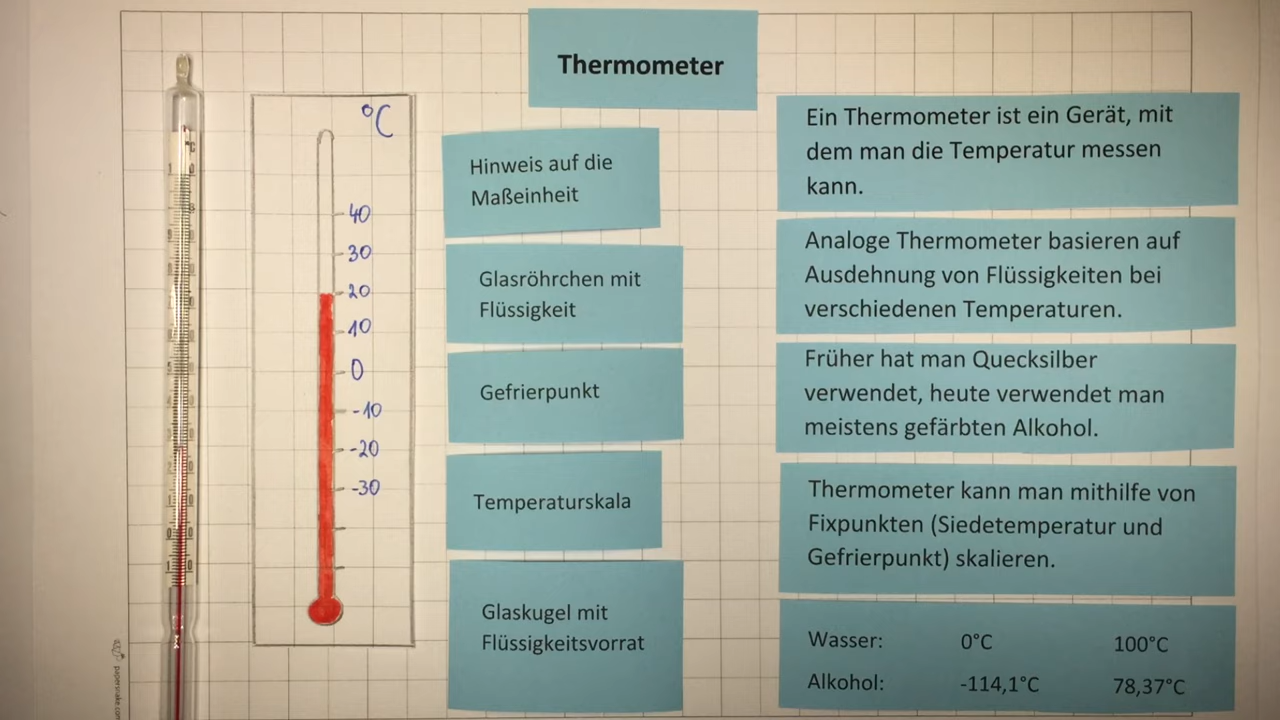 Thermometer
°C
40
30
20
10
0
-10
-20
-30
Hinweis auf die
Maßeinheit
Glasröhrchen mit
Flüssigkeit
Gefrierpunkt
Temperaturskala
Glaskugel mit
Flüssigkeitsvorrat
Ein Thermometer ist ein Gerät, mit
dem man die Temperatur messen
kann.
Analoge Thermometer basieren auf
Ausdehnung von Flüssigkeiten bei
verschiedenen Temperaturen.
Früher hat man Quecksilber
verwendet, heute verwendet man
meistens gefärbten Alkohol.
Thermometer kann man mithilfe von
Fixpunkten (Siedetemperatur und
Gefrierpunkt) skalieren.
Wasser: 0°C 100°C
Alkohol: -114,1°C 78,37°C